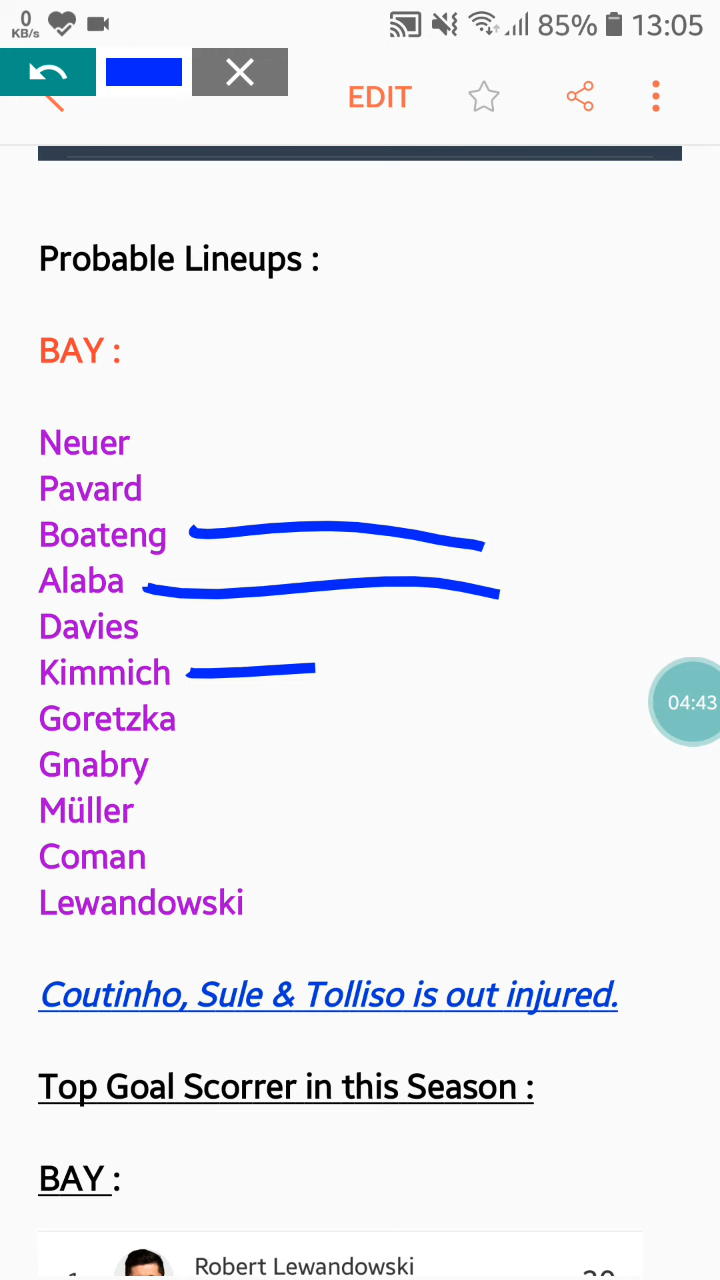 0
KB/s
85% 13:05
EDIT
Probable Lineups :
BAY :
Neuer
Pavard
Boateng
Alaba
Davies
Kimmich
04:43
Goretzka
Gnabry
Müller
Coman
Lewandowski
Coutinho, Sule & Tolliso is out injured.
Top Goal Scorrer in this Season :
BAY :
Robert Lewandowski